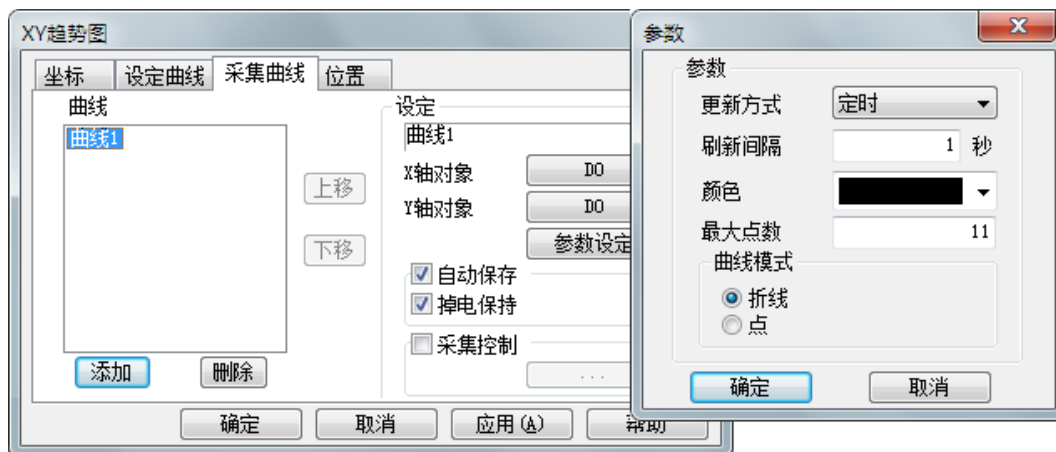 XY趋势图
坐标
设定曲线
采集曲线
位置
曲线
曲线1
上移
下移
添加
删除
设定
曲线1
X轴对象
D0
Y轴对象
D0
参数设定
自动保存
掉电保持
采集控制
...
确定
取消
应用(A)
帮助
参数
参数
更新方式
定时
刷新间隔
1 秒
颜色
最大点数
11
曲线模式
折线
点
确定
取消